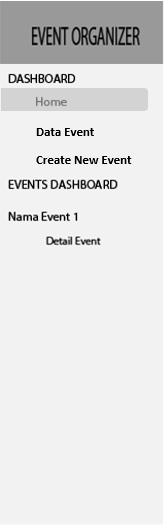 EVENT ORGANIZER
DASHBOARD
Home
Data Event
Create New Event
EVENTS DASHBOARD
Nama Event 1
Detail Event